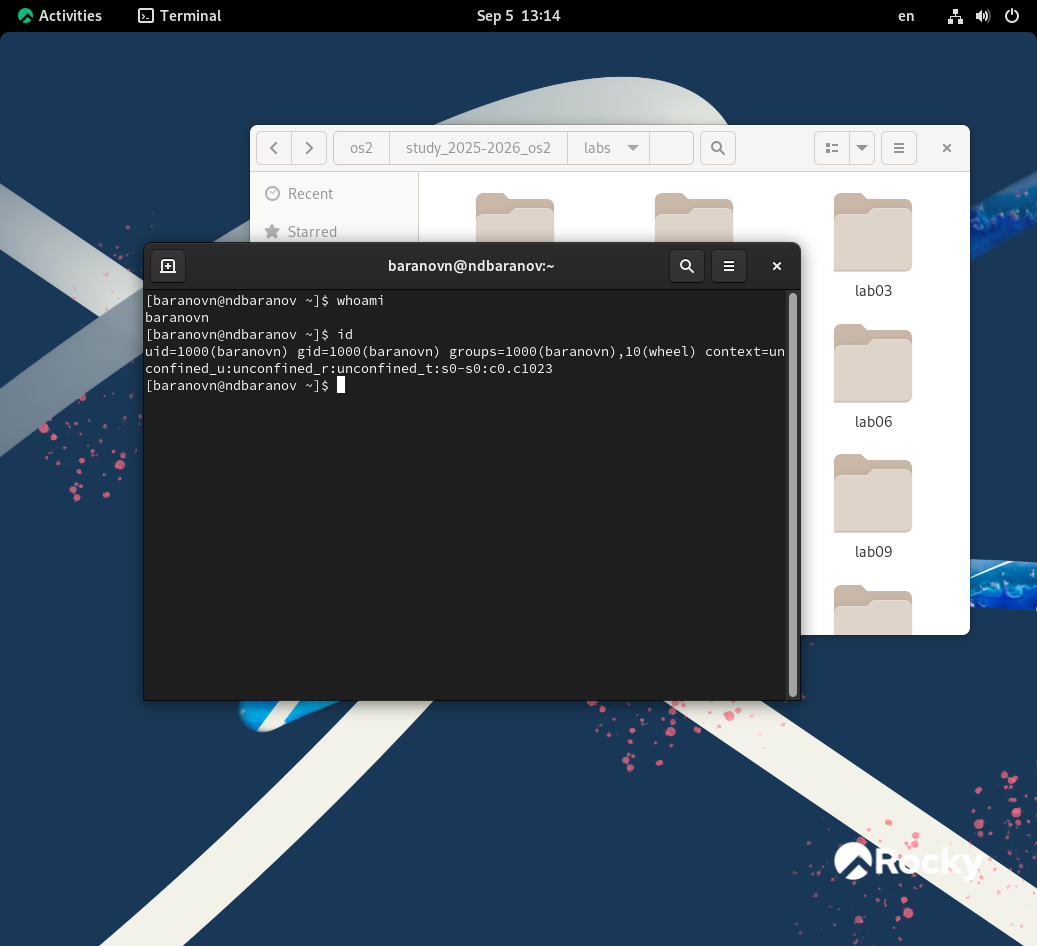 Activities
Terminal
Sep 5 13:14
en
os2
study_2025-2026_os2
labs
Recent
Starred
lab03
lab06
lab09
baranovn@ndbaranov:~
[baranovn@ndbaranov ~]$ whoami
baranovn
[baranovn@ndbaranov ~]$ id
uid=1000(baranovn) gid=1000(baranovn) groups=1000(baranovn),10(wheel) context=un
confined_u:unconfined_r:unconfined_t:s0-s0:c0.c1023
[baranovn@ndbaranov ~]$
Rocky